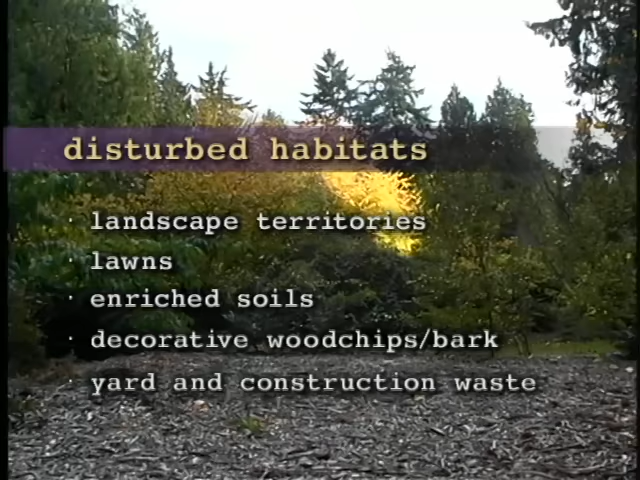 disturbed habitats
· landscape territories
· lawns
· enriched soils
· decorative woodchips/bark
· yard and construction waste